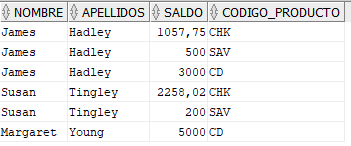 NOMBRE APELLIDOS SALDO CODIGO_PRODUCTO
James Hadley 1057,75 CHK
James Hadley 500 SAV
James Hadley 3000 CD
Susan Tingley 2258,02 CHK
Susan Tingley 200 SAV
Margaret Young 5000 CD